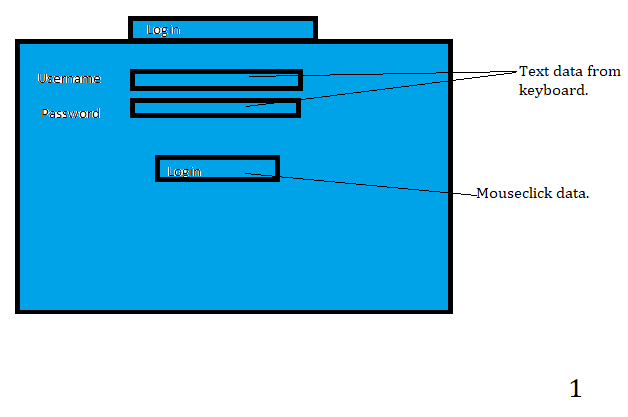 Log in
Username
Password
Login
Text data from
keyboard.
Mouseclick data.
1